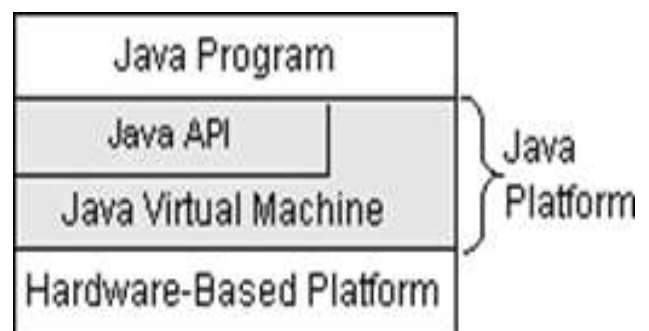 Java Program
Java API
Java Virtual Machine
Hardware-Based Platform
Java
Platform